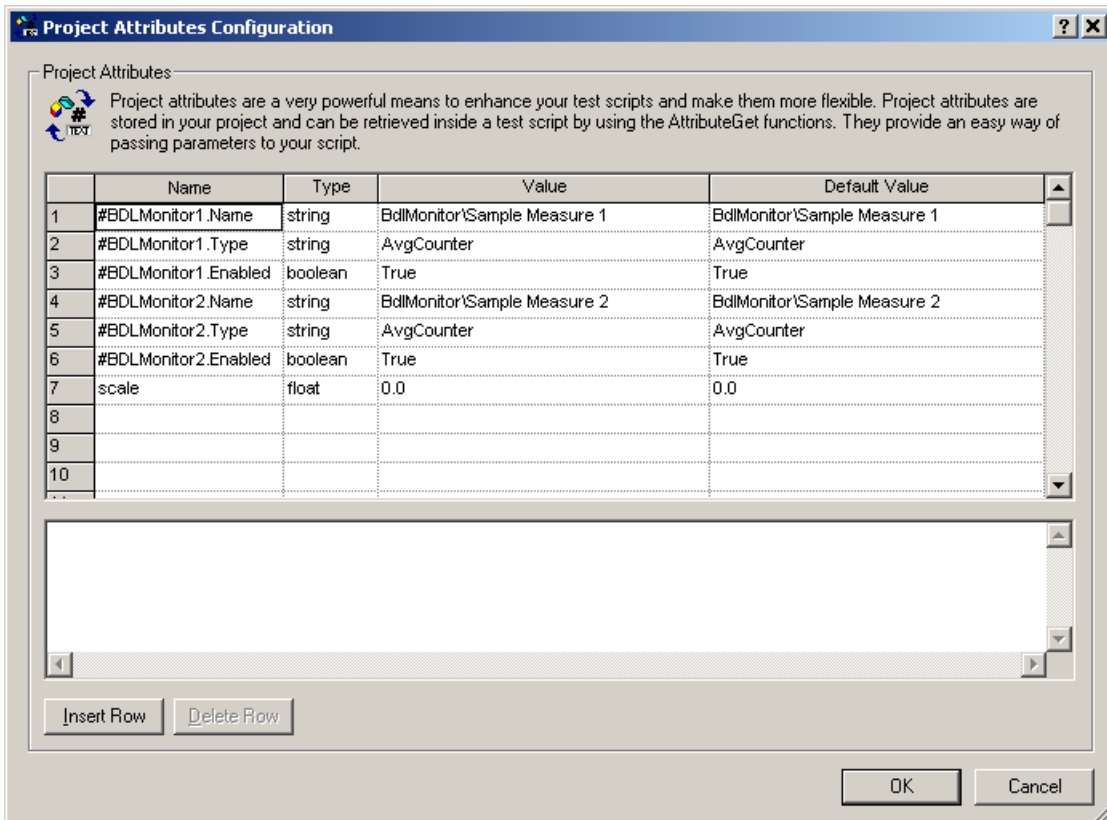 Project Attributes Configuration
Project Attributes
Project attributes are a very powerful means to enhance your test scripts and make them more flexible. Project attributes are
stored in your project and can be retrieved inside a test script by using the AttributeGet functions. They provide an easy way of
passing parameters to your script.
# TEXT
Name Type Value Default Value
1 #BDLMonitor1.Name string BdlMonitor\Sample Measure 1 BdlMonitor\Sample Measure 1
2 #BDLMonitor1.Type string AvgCounter AvgCounter
3 #BDLMonitor1.Enabled boolean True True
4 #BDLMonitor2.Name string BdlMonitor\Sample Measure 2 BdlMonitor\Sample Measure 2
5 #BDLMonitor2.Type string AvgCounter AvgCounter
6 #BDLMonitor2.Enabled boolean True True
7 scale float 0.0 0.0
8
9
10
Insert Row Delete Row
OK Cancel